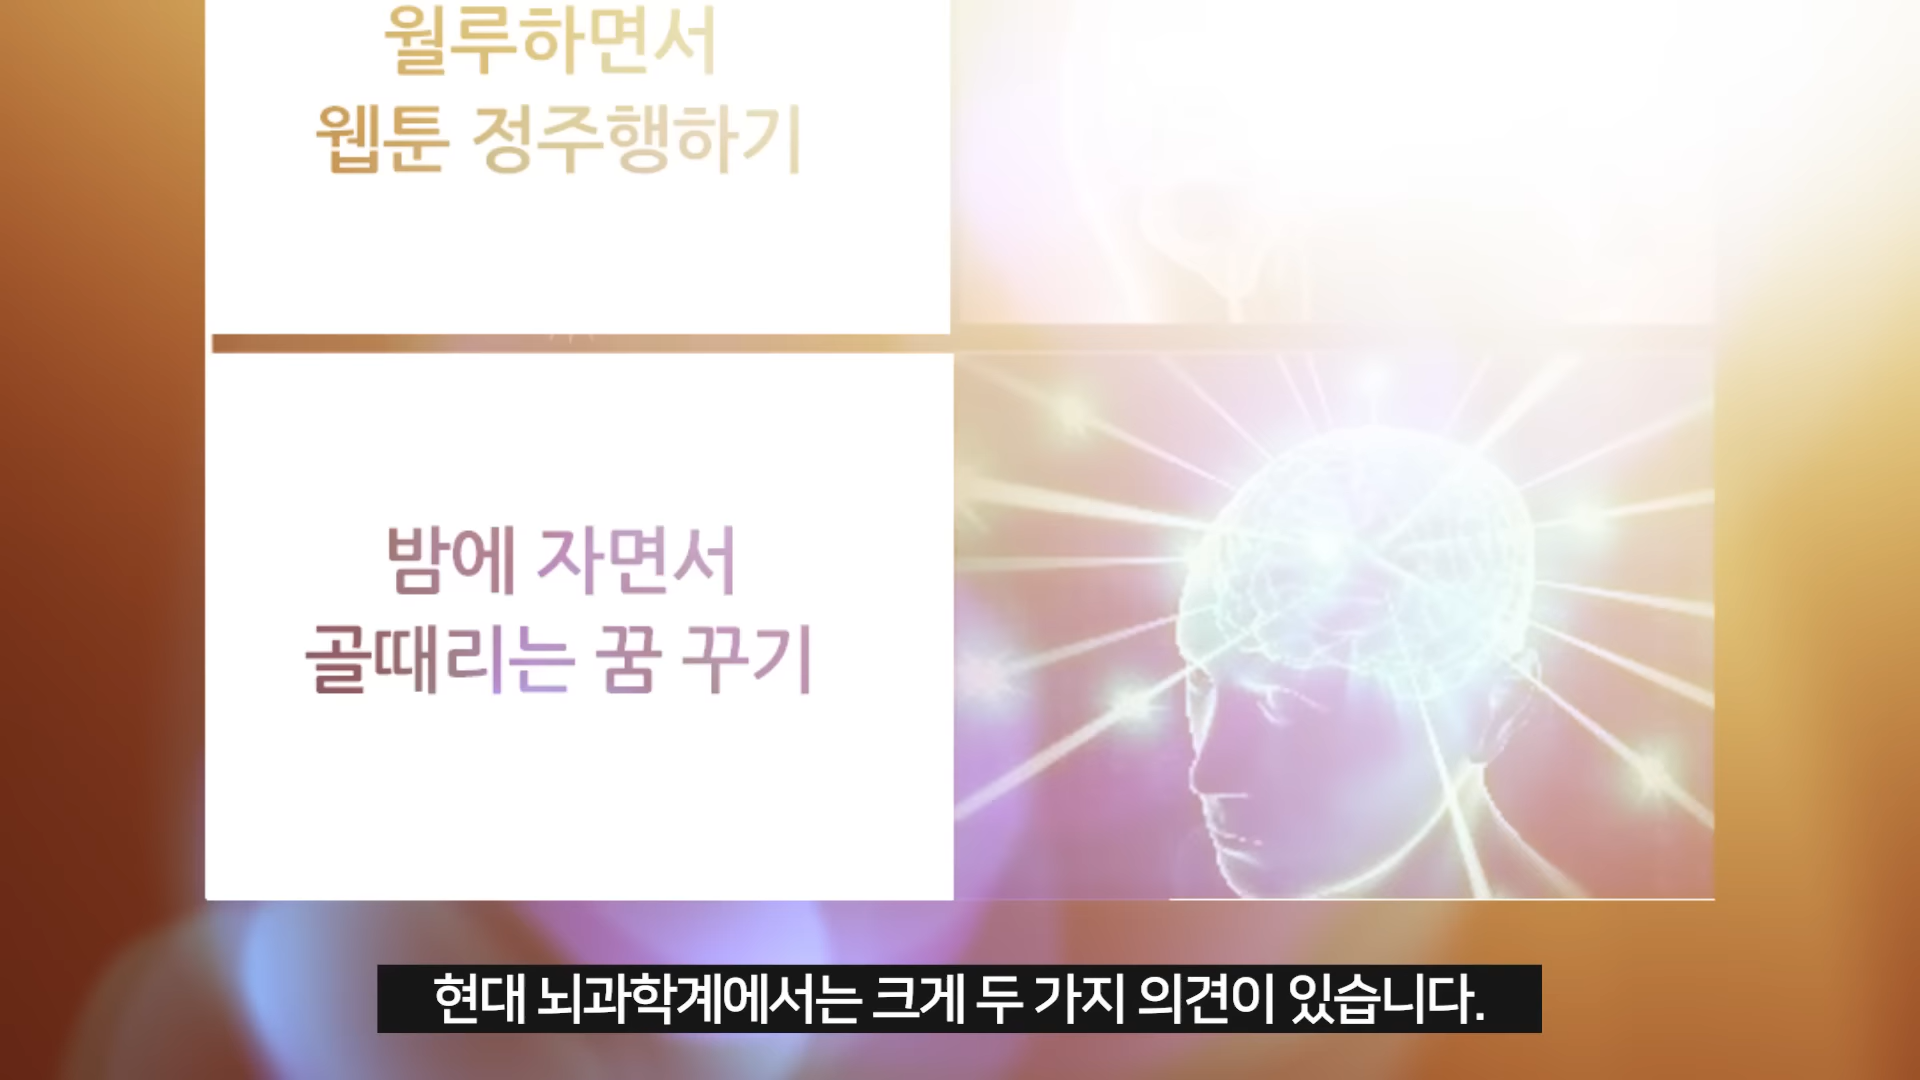 월루하면서
웹툰 정주행하기
밤에 자면서
골때리는 꿈 꾸기
현대 뇌과학계에서는 크게 두 가지 의견이 있습니다.